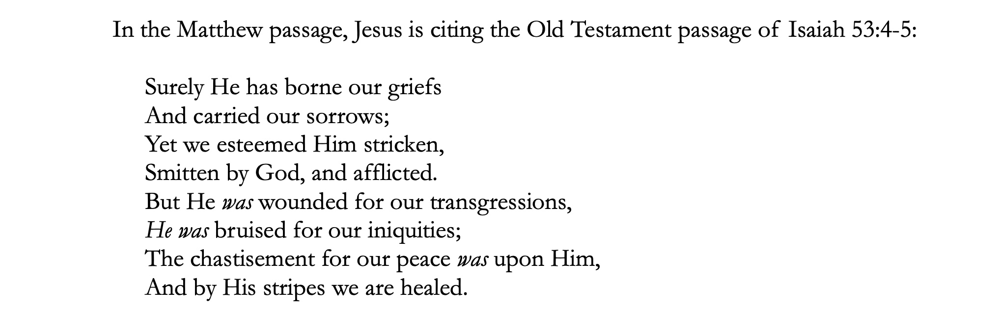 In the Matthew passage, Jesus is citing the Old Testament passage of Isaiah 53:4-5:
Surely He has borne our griefs
And carried our sorrows;
Yet we esteemed Him stricken,
Smitten by God, and afflicted.
But He was wounded for our transgressions,
He was bruised for our iniquities;
The chastisement for our peace was upon Him,
And by His stripes we are healed.